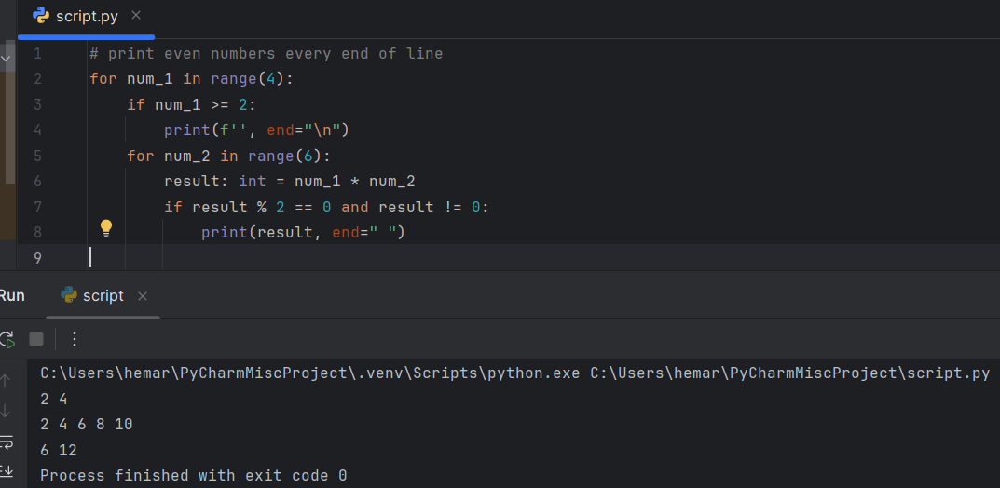 script.py
1 # print even numbers every end of line
2 for num_1 in range(4):
3 if num_1 >= 2:
4 print(f'', end="\n")
5 for num_2 in range(6):
6 result: int = num_1 * num_2
7 if result % 2 == 0 and result != 0:
8 print(result, end=" ")
9
Run script
C:\Users\hemar\PyCharmMiscProject\.venv\Scripts\python.exe C:\Users\hemar\PyCharmMiscProject\script.py
2 4
2 4 6 8 10
6 12
Process finished with exit code 0